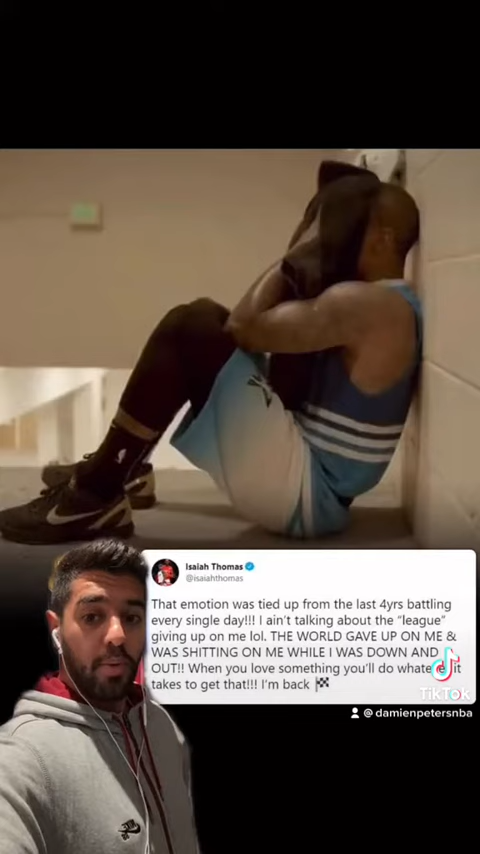 Isaiah Thomas
@isaiahthomas
That emotion was tied up from the last 4yrs battling
every single day!!! I ain't talking about the "league"
giving up on me lol. THE WORLD GAVE UP ON ME &
WAS SHITTING ON ME WHILE I WAS DOWN AND
OUT!! When you love something you'll do whatever it
takes to get that!!! I'm back
TikTok
@damienpetersnba